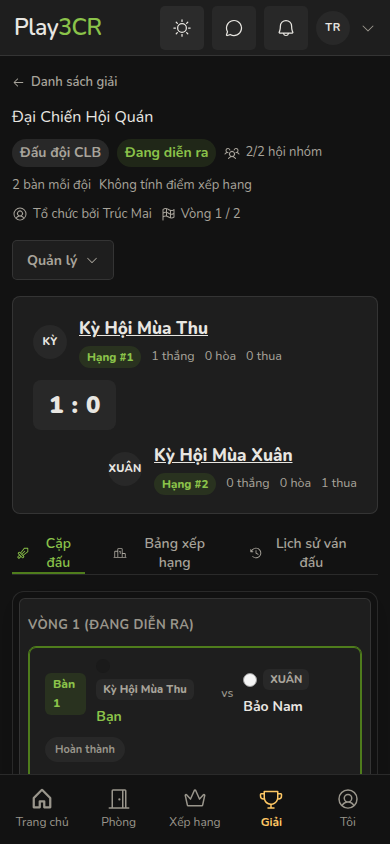 Play3CR
TR
Danh sách giải
Đại Chiến Hội Quán
Đấu đội CLB Đang diễn ra 2/2 hội nhóm
2 bàn mỗi đội Không tính điểm xếp hạng
Tổ chức bởi Trúc Mai Vòng 1 / 2
Quản lý
KỲ Kỳ Hội Mùa Thu
Hạng #1 1 thắng 0 hòa 0 thua
1 : 0
XUÂN Kỳ Hội Mùa Xuân
Hạng #2 0 thắng 0 hòa 1 thua
Cặp đấu
Bảng xếp hạng
Lịch sử ván đấu
VÒNG 1 (ĐANG DIỄN RA)
Bàn 1
Kỳ Hội Mùa Thu
Bạn
vs
XUÂN
Bảo Nam
Hoàn thành
Trang chủ Phòng Xếp hạng Giải Tôi